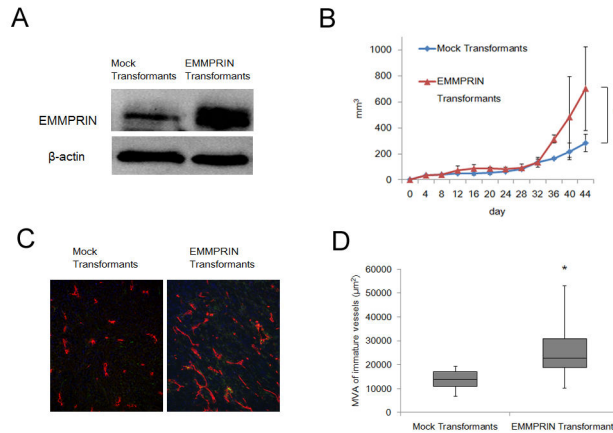 A
Mock
Transformants
EMMPRIN
Transformants
EMMPRIN
β-actin
B
Mock Transformants
EMMPRIN
Transformants
mm³
1000
800
600
400
200
0
0 4 8 12 16 20 24 28 32 36 40 44
day
C
Mock
Transformants
EMMPRIN
Transformants
D
MVA of immature vessels (μm²)
60000
50000
40000
30000
20000
10000
0
*
Mock Transformants
EMMPRIN Transformant